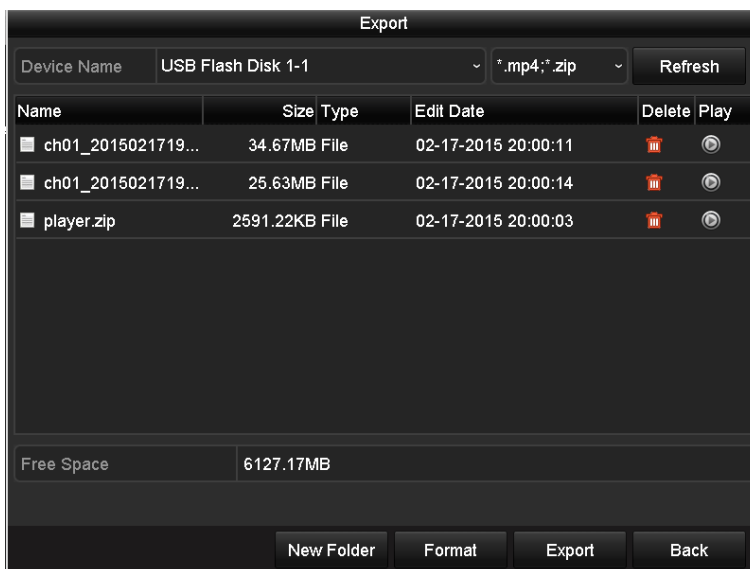 Export
Device Name USB Flash Disk 1-1 *.mp4;*.zip Refresh
Name Size Type Edit Date Delete Play
ch01_2015021719... 34.67MB File 02-17-2015 20:00:11
ch01_2015021719... 25.63MB File 02-17-2015 20:00:14
player.zip 2591.22KB File 02-17-2015 20:00:03
Free Space 6127.17MB
New Folder Format Export Back